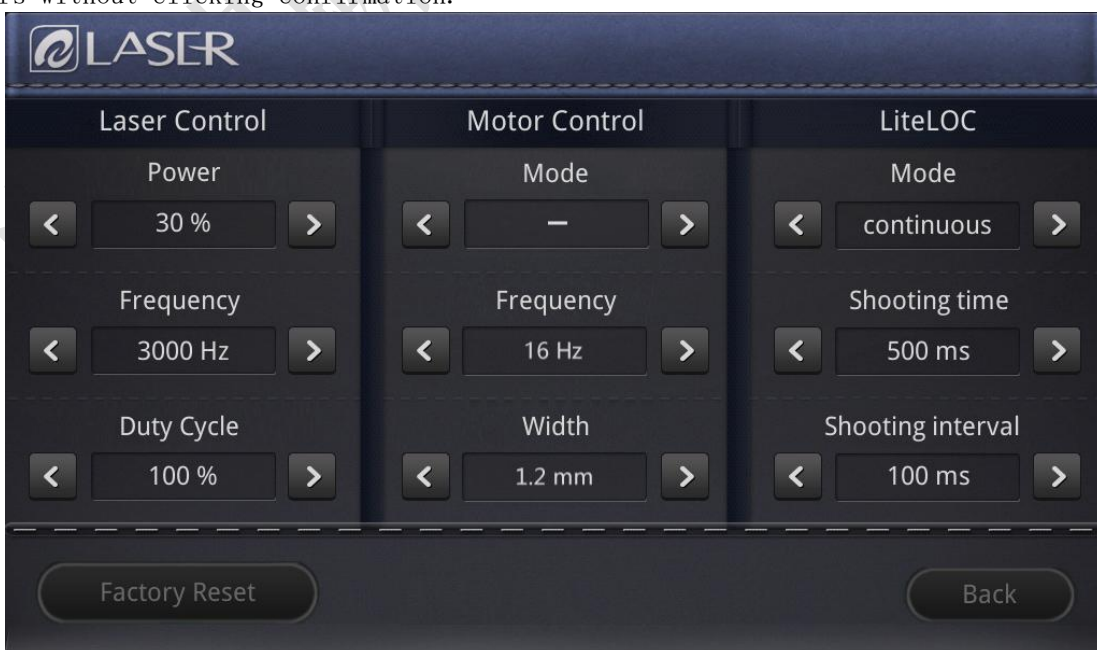 without clicking confirmation.
LASER
Laser Control
Motor Control
LiteLOC
Power
Mode
Mode
30 %
—
continuous
Frequency
Frequency
Shooting time
3000 Hz
16 Hz
500 ms
Duty Cycle
Width
Shooting interval
100 %
1.2 mm
100 ms
Factory Reset
Back